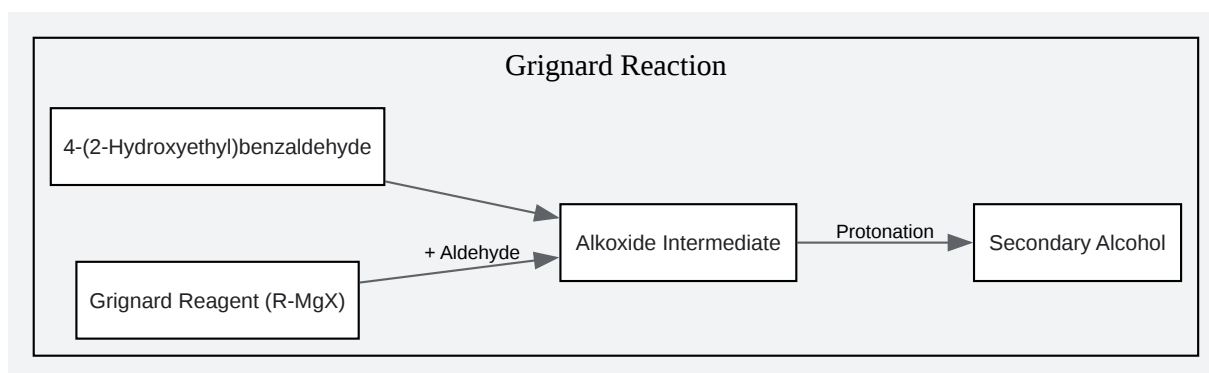 Grignard Reaction
4-(2-Hydroxyethyl)benzaldehyde
Grignard Reagent (R-MgX)
+ Aldehyde
Alkoxide Intermediate
Protonation
Secondary Alcohol